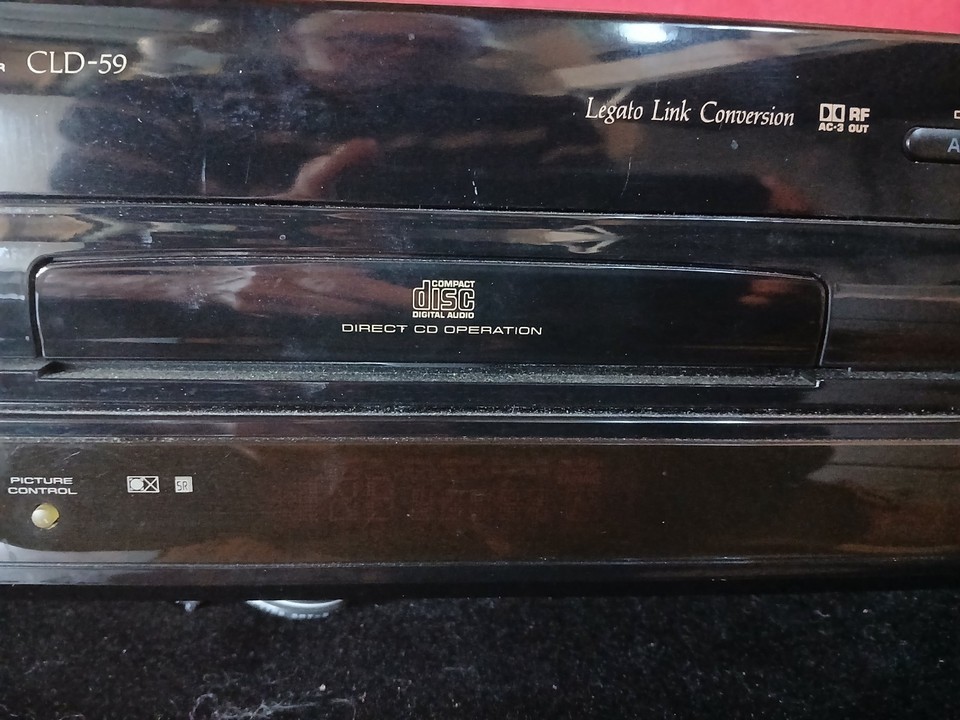 R CLD-59
Legato Link Conversion
RF
AC-3 OUT
A
COMPACT
disc
DIGITAL AUDIO
DIRECT CD OPERATION
PICTURE
CONTROL
CX
SR